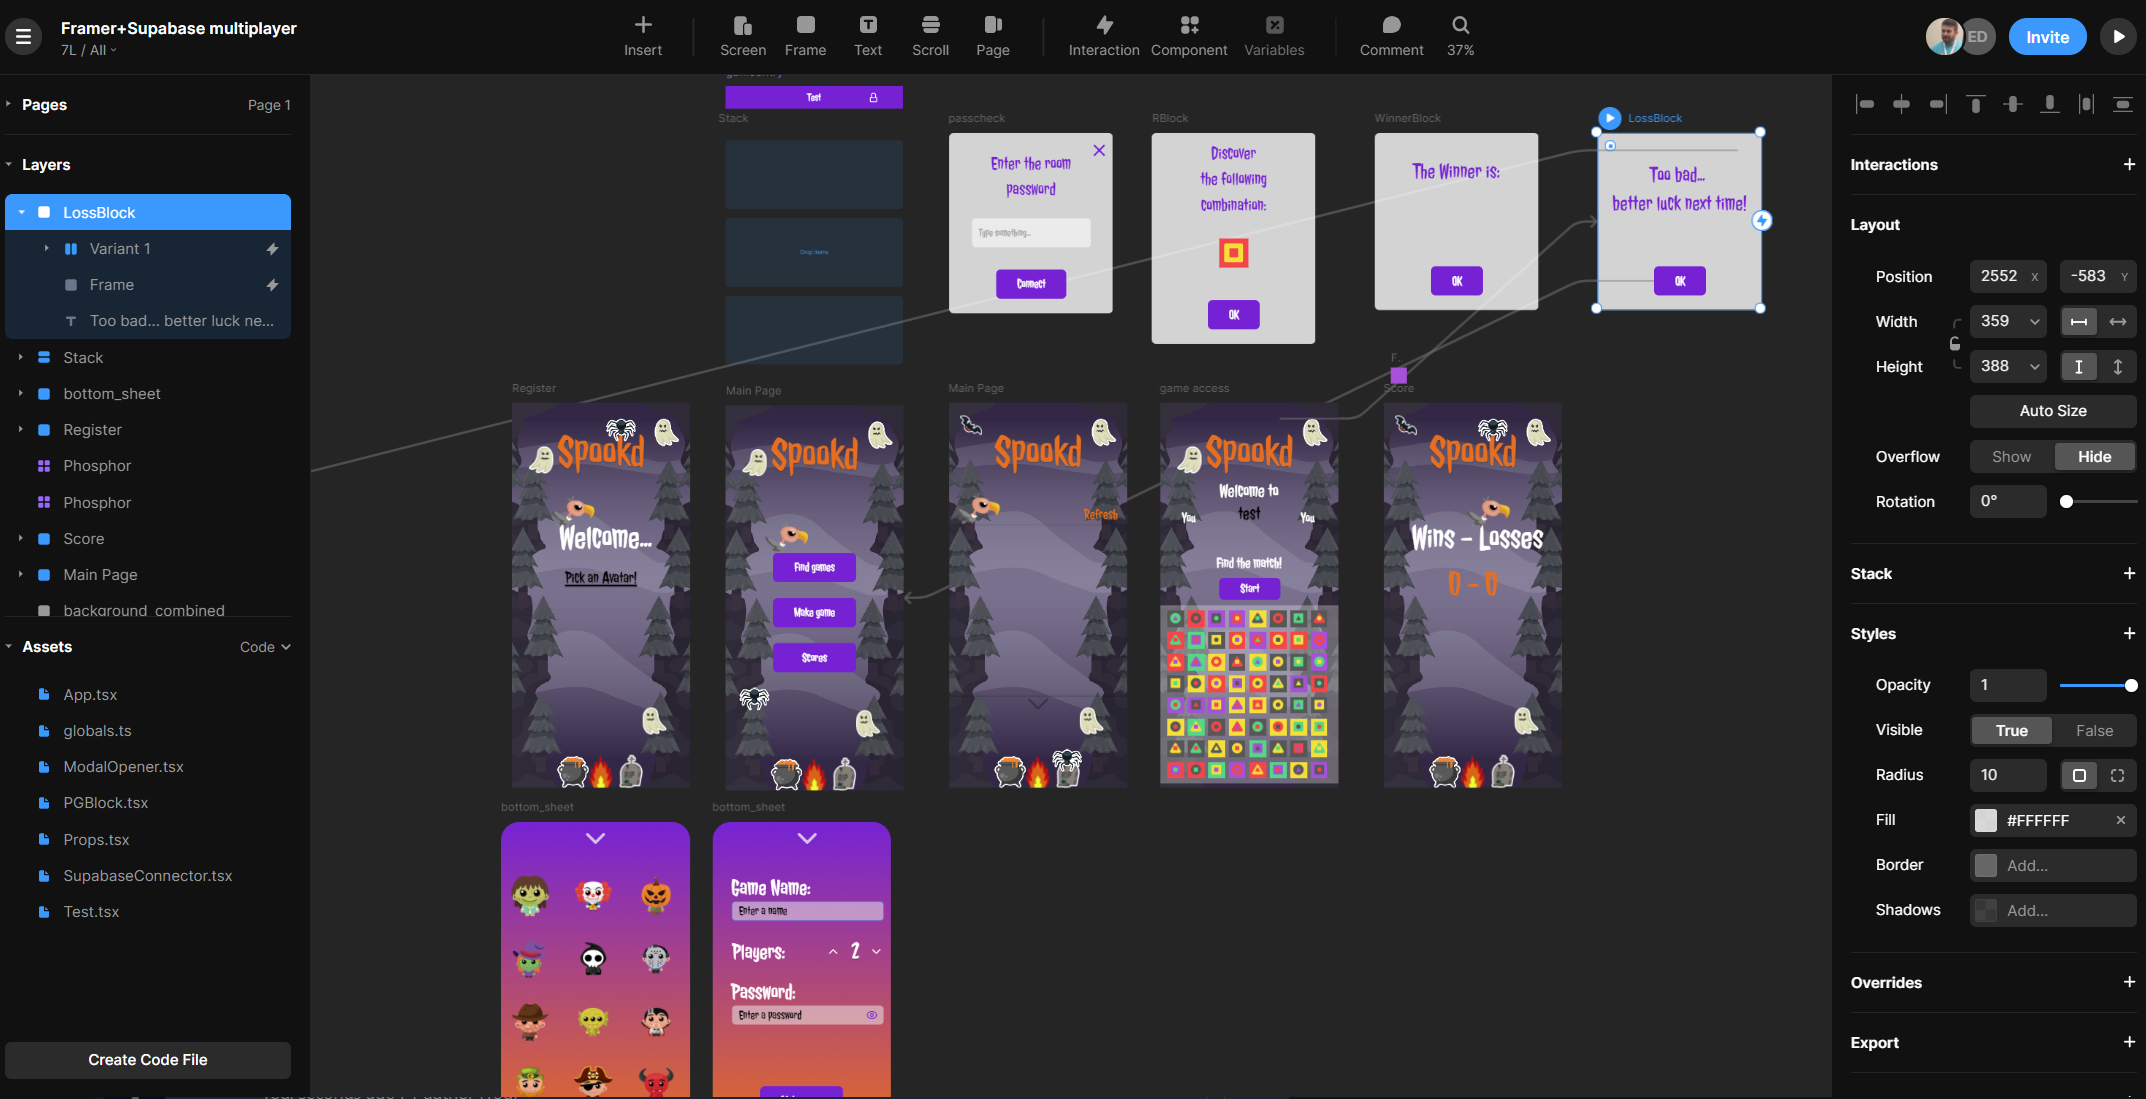 Framer+Supabase multiplayer
7L / All
Insert
Screen
Frame
Text
Scroll
Page
Interaction
Component
Variables
Comment
37%
ED
Invite
Pages
Page 1
Layers
LossBlock
Variant 1
Frame
Too bad... better luck ne...
Stack
bottom_sheet
Register
Phosphor
Phosphor
Score
Main Page
background_combined
Assets
Code
App.tsx
globals.ts
ModalOpener.tsx
PGBlock.tsx
Props.tsx
SupabaseConnector.tsx
Test.tsx
Create Code File
Test
Stack
Drop items
passcheck
Enter the room
password
Type something...
Connect
RBlock
Discover
the following
combination:
OK
WinnerBlock
The Winner is:
OK
LossBlock
Too bad...
better luck next time!
OK
F..
Register
Spookd
Welcome...
Pick an Avatar!
Main Page
Spookd
Find games
Make game
Scores
Main Page
Spookd
Refresh
game access
Spookd
Welcome to
test
You
You
Find the match!
Start
Score
Spookd
Wins - Losses
0 - 0
bottom_sheet
bottom_sheet
Game Name:
Enter a name
Players:
2
Password:
Enter a password
Interactions
Layout
Position
2552 X
-583 Y
Width
359
Height
388
Auto Size
Overflow
Show
Hide
Rotation
0°
Stack
Styles
Opacity
1
Visible
True
False
Radius
10
Fill
#FFFFFF
Border
Add...
Shadows
Add...
Overrides
Export